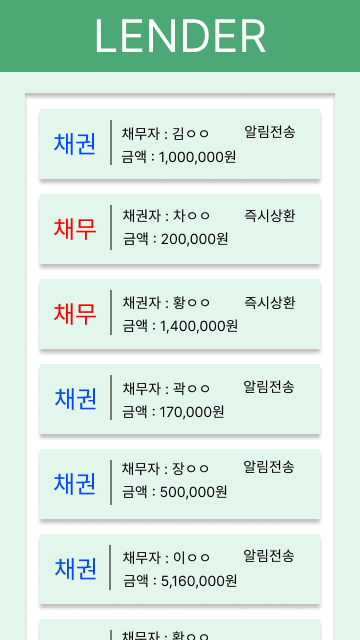 LENDER
채권
채무자 : 김ㅇㅇ 알림전송
금액 : 1,000,000원
채무
채권자 : 차ㅇㅇ 즉시상환
금액 : 200,000원
채무
채권자 : 황ㅇㅇ 즉시상환
금액 : 1,400,000원
채권
채무자 : 곽ㅇㅇ 알림전송
금액 : 170,000원
채권
채무자 : 장ㅇㅇ 알림전송
금액 : 500,000원
채권
채무자 : 이ㅇㅇ 알림전송
금액 : 5,160,000원
채무자 :